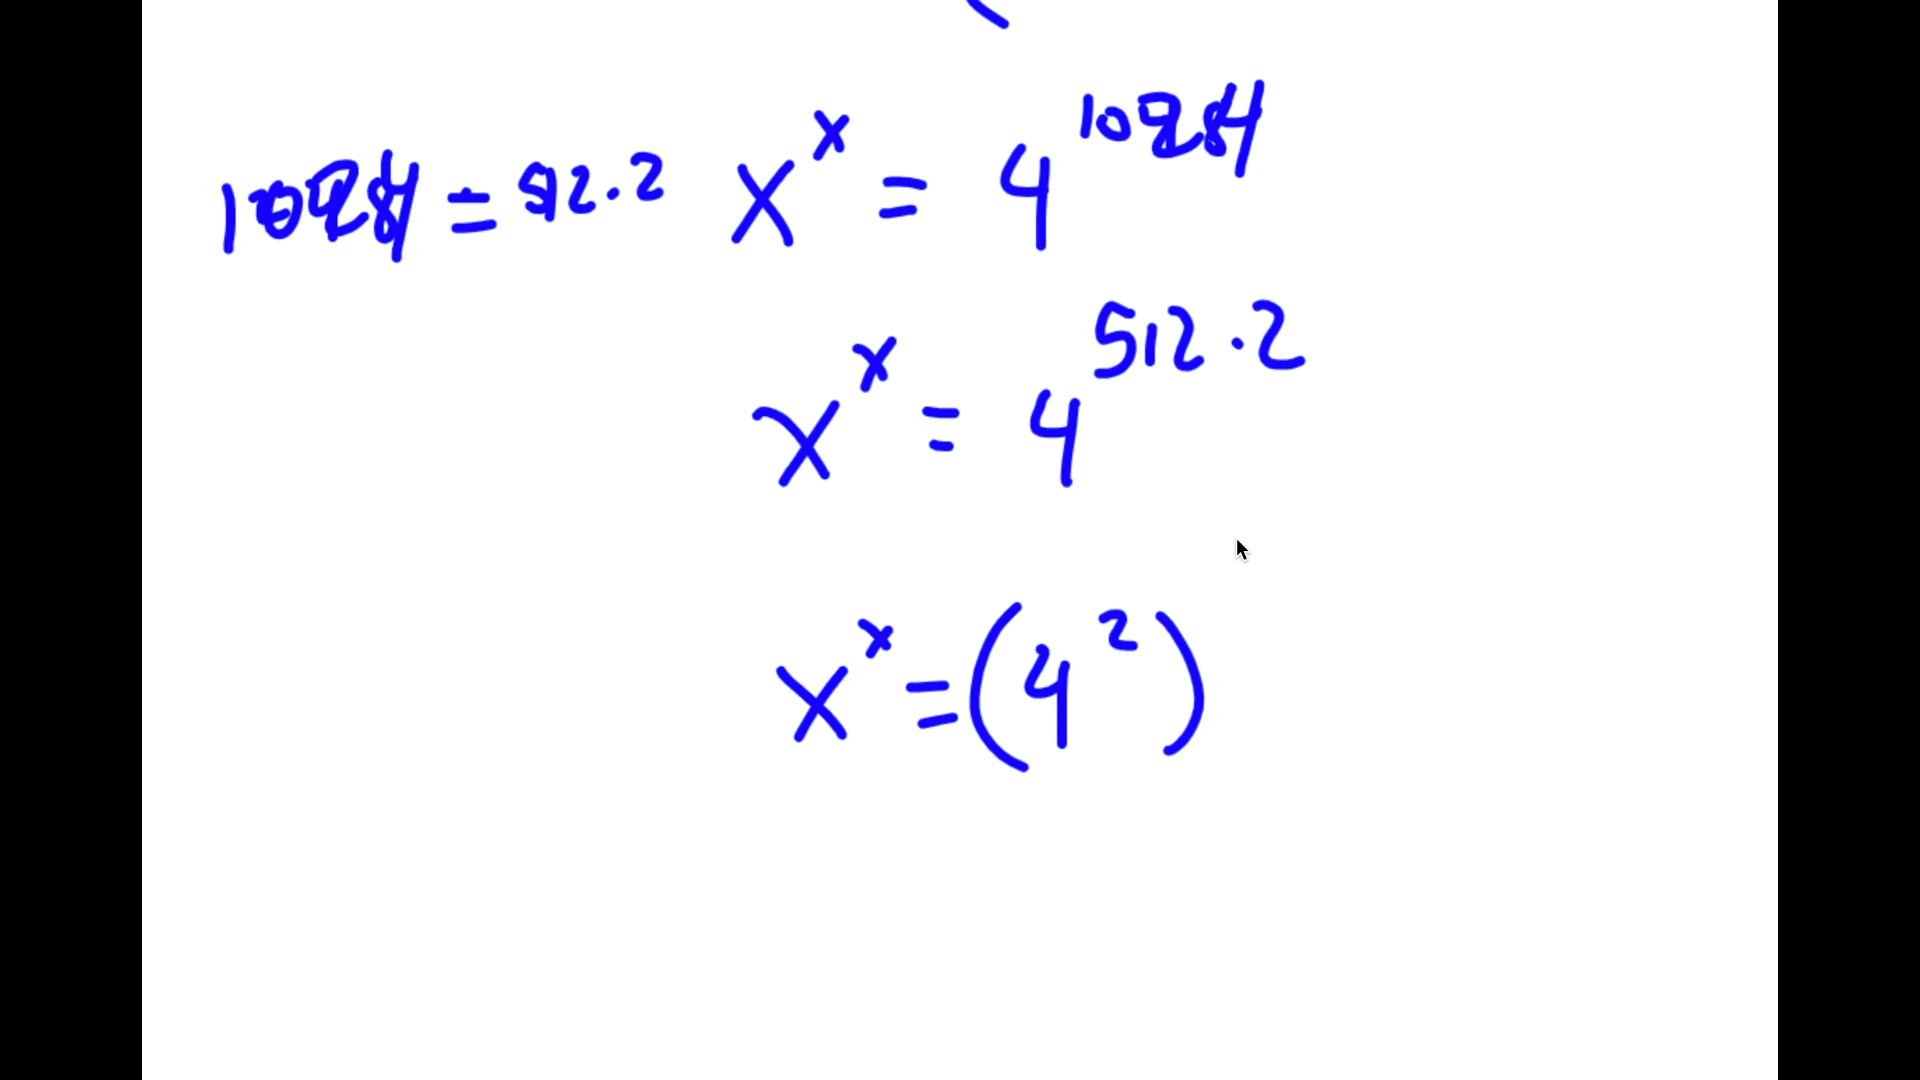 x^x = 4^1024
1024 = 512·2
x^x = 4^512·2
x^x = (4^2)